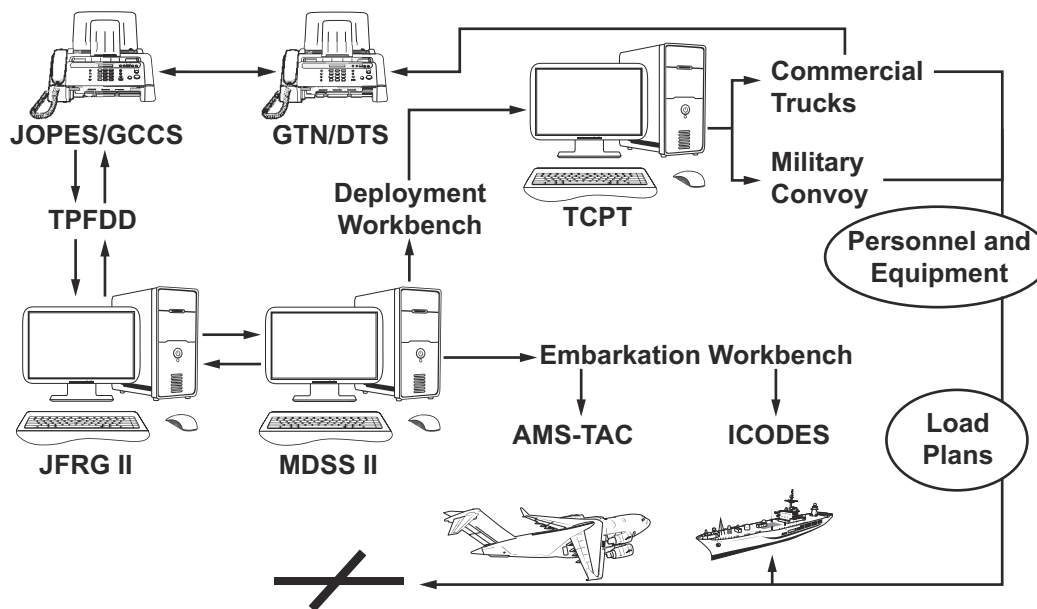 JOPES/GCCS
GTN/DTS
Commercial
Trucks
Military
Convoy
TCPT
Deployment
Workbench
TPFDD
Personnel and
Equipment
JFRG II
MDSS II
Embarkation Workbench
AMS-TAC
ICODES
Load
Plans